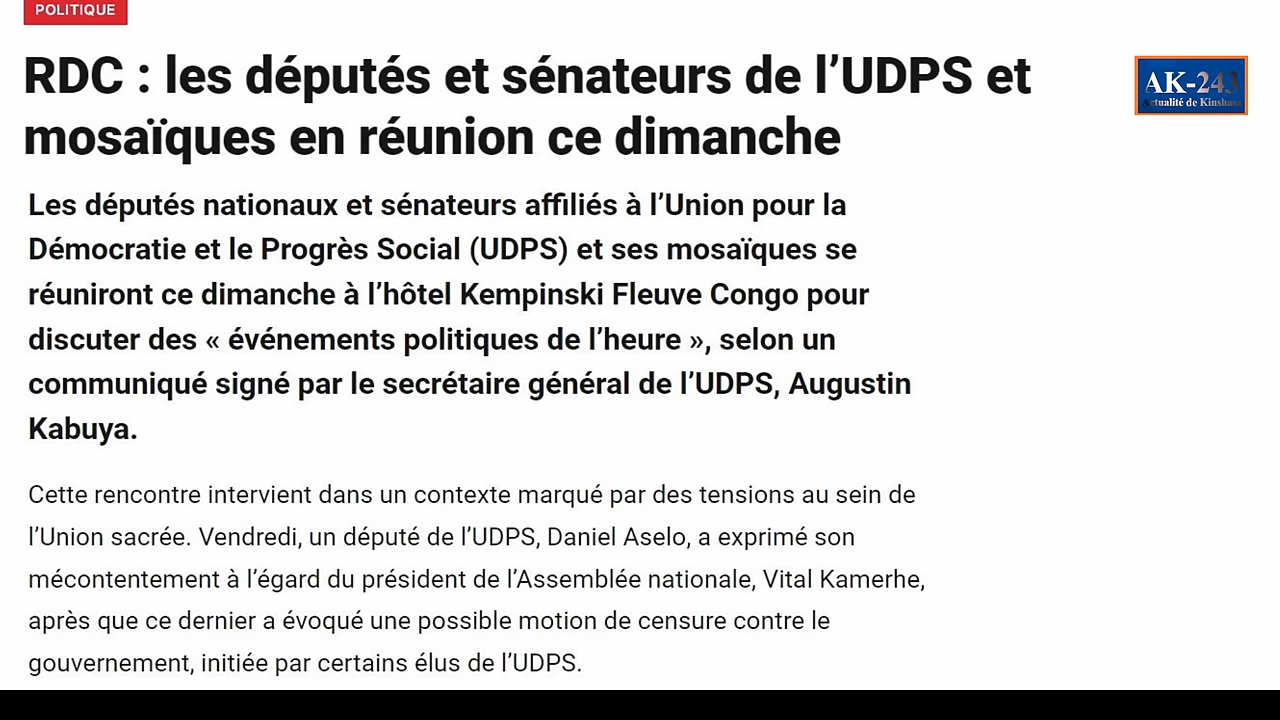 POLITIQUE
RDC : les députés et sénateurs de l’UDPS et
mosaïques en réunion ce dimanche
AK-243
Actualité de Kinshasa
Les députés nationaux et sénateurs affiliés à l’Union pour la
Démocratie et le Progrès Social (UDPS) et ses mosaïques se
réuniront ce dimanche à l’hôtel Kempinski Fleuve Congo pour
discuter des « événements politiques de l’heure », selon un
communiqué signé par le secrétaire général de l’UDPS, Augustin
Kabuya.
Cette rencontre intervient dans un contexte marqué par des tensions au sein de
l’Union sacrée. Vendredi, un député de l’UDPS, Daniel Aselo, a exprimé son
mécontentement à l’égard du président de l’Assemblée nationale, Vital Kamerhe,
après que ce dernier a évoqué une possible motion de censure contre le
gouvernement, initiée par certains élus de l’UDPS.